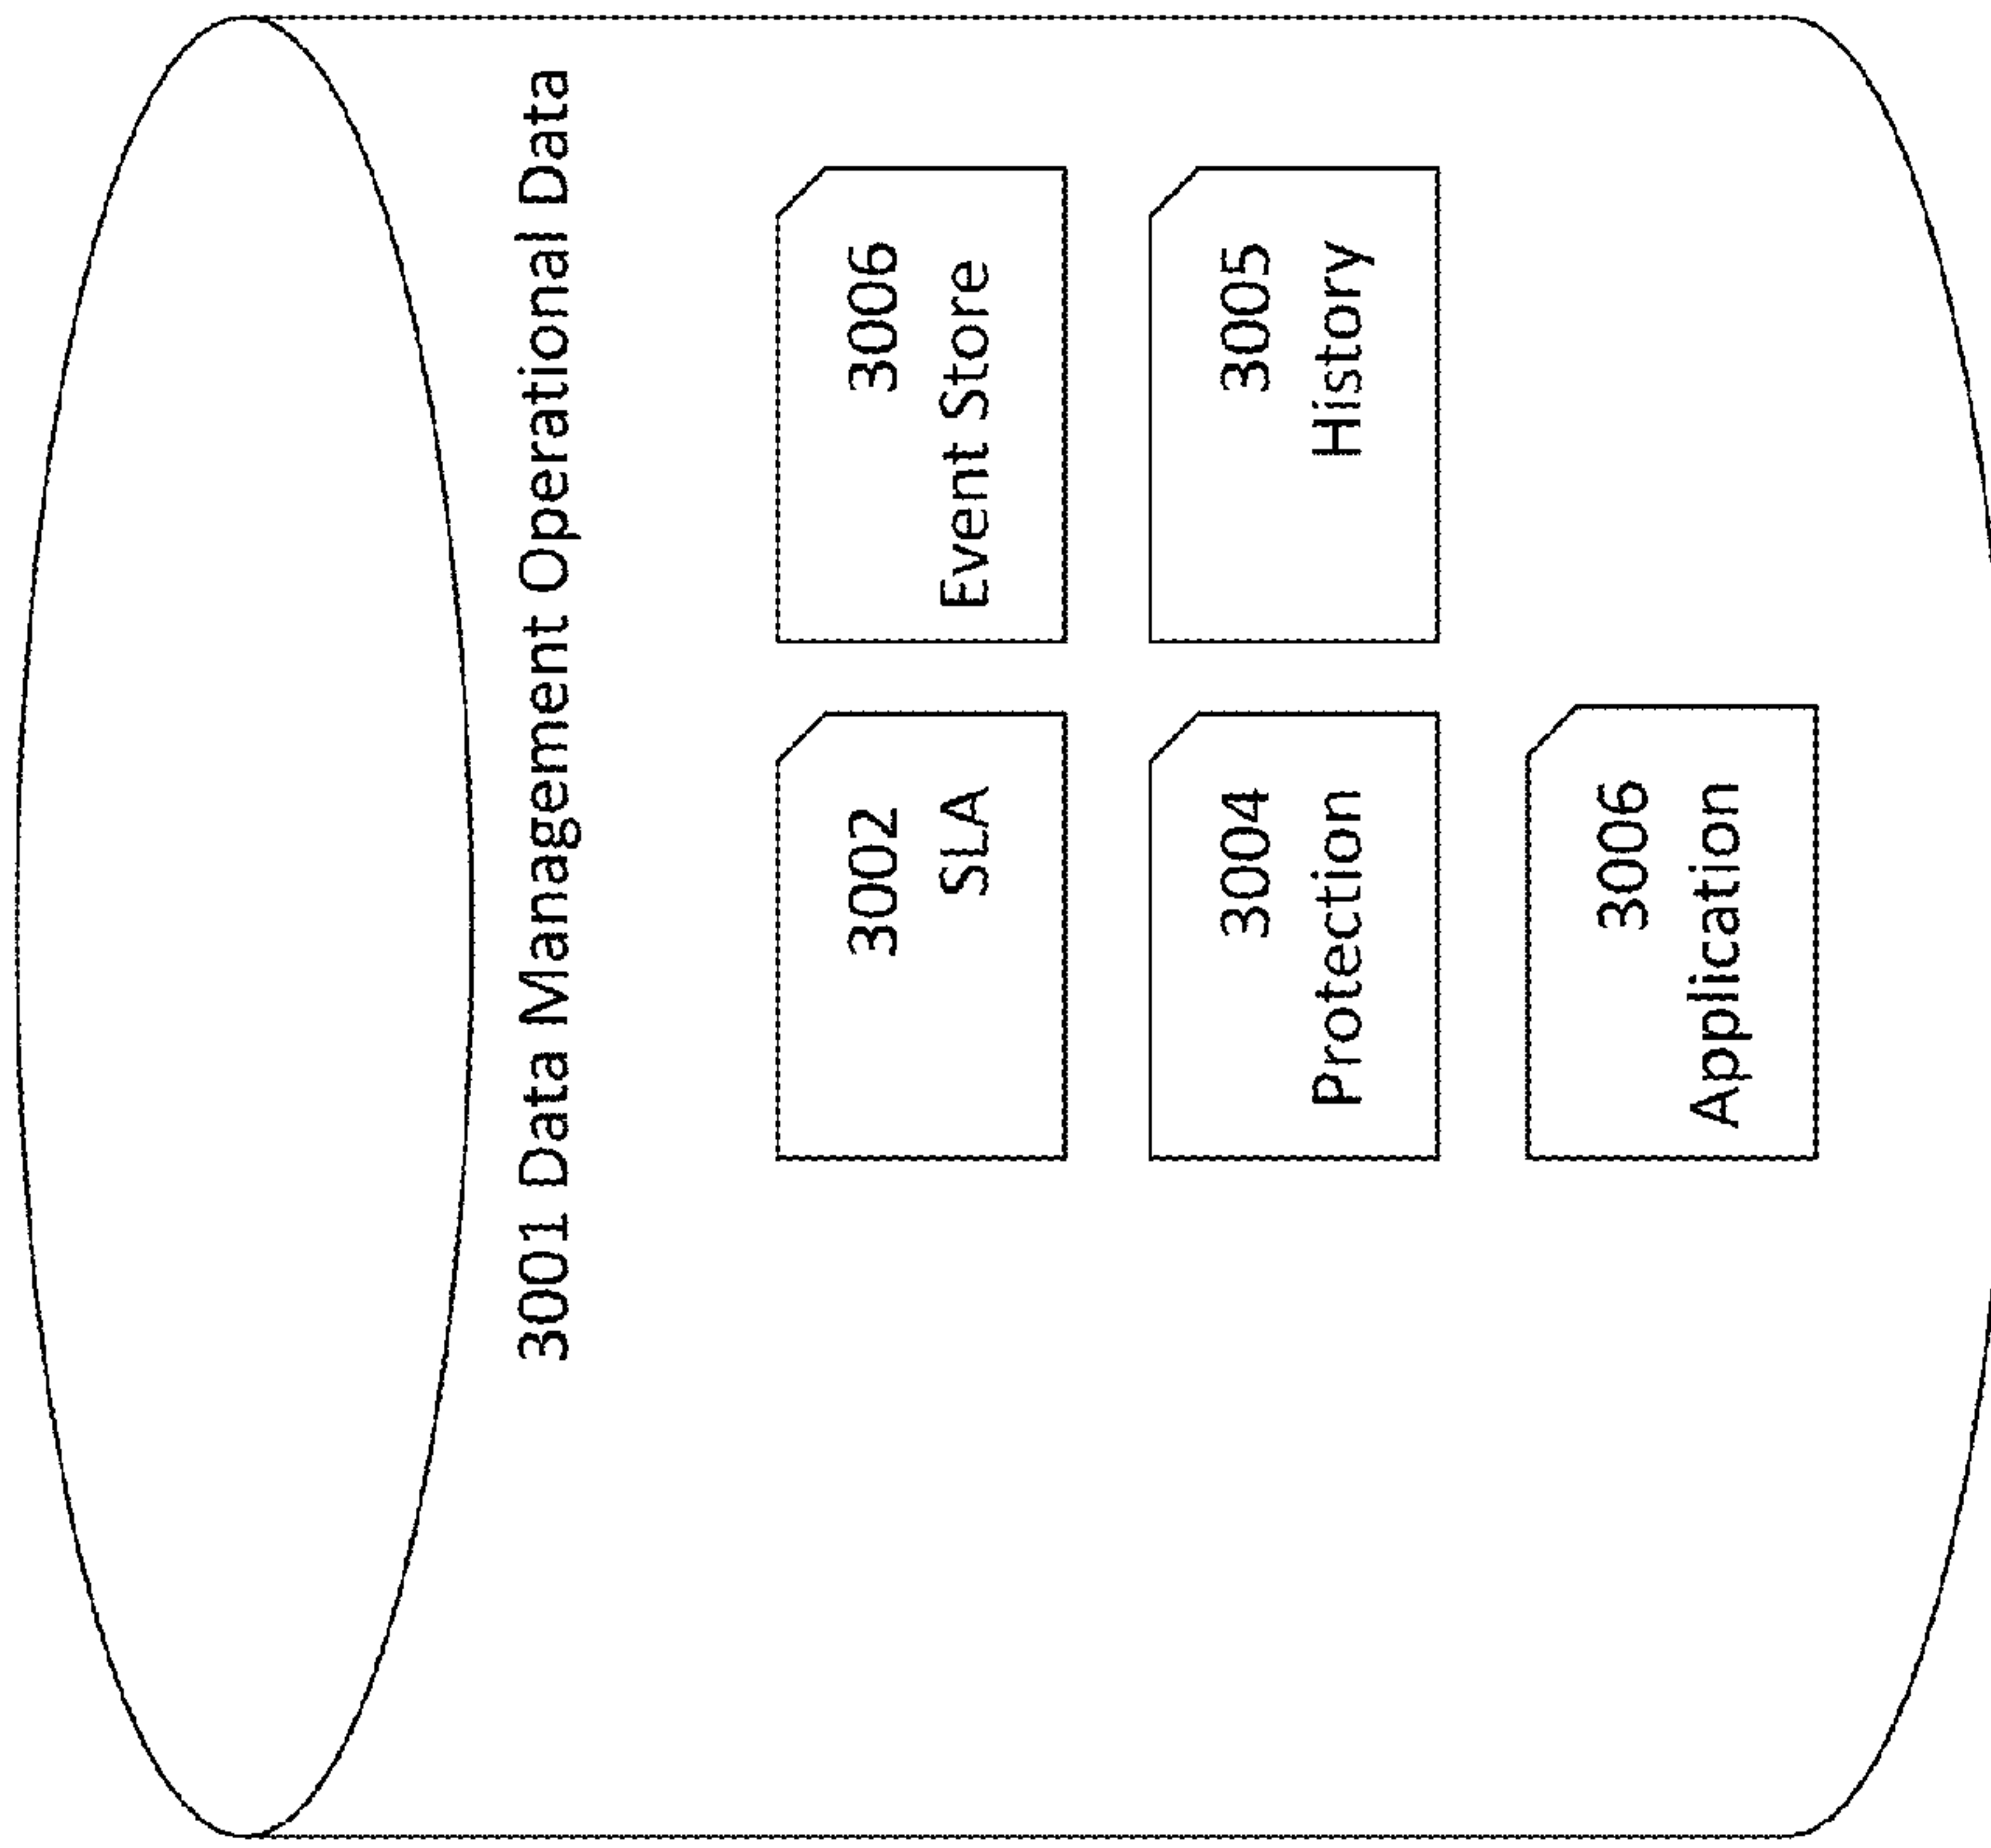 3001 Data Management Operational Data
3002
SLA
3006
Event Store
3004
Protection
3005
History
3006
Application